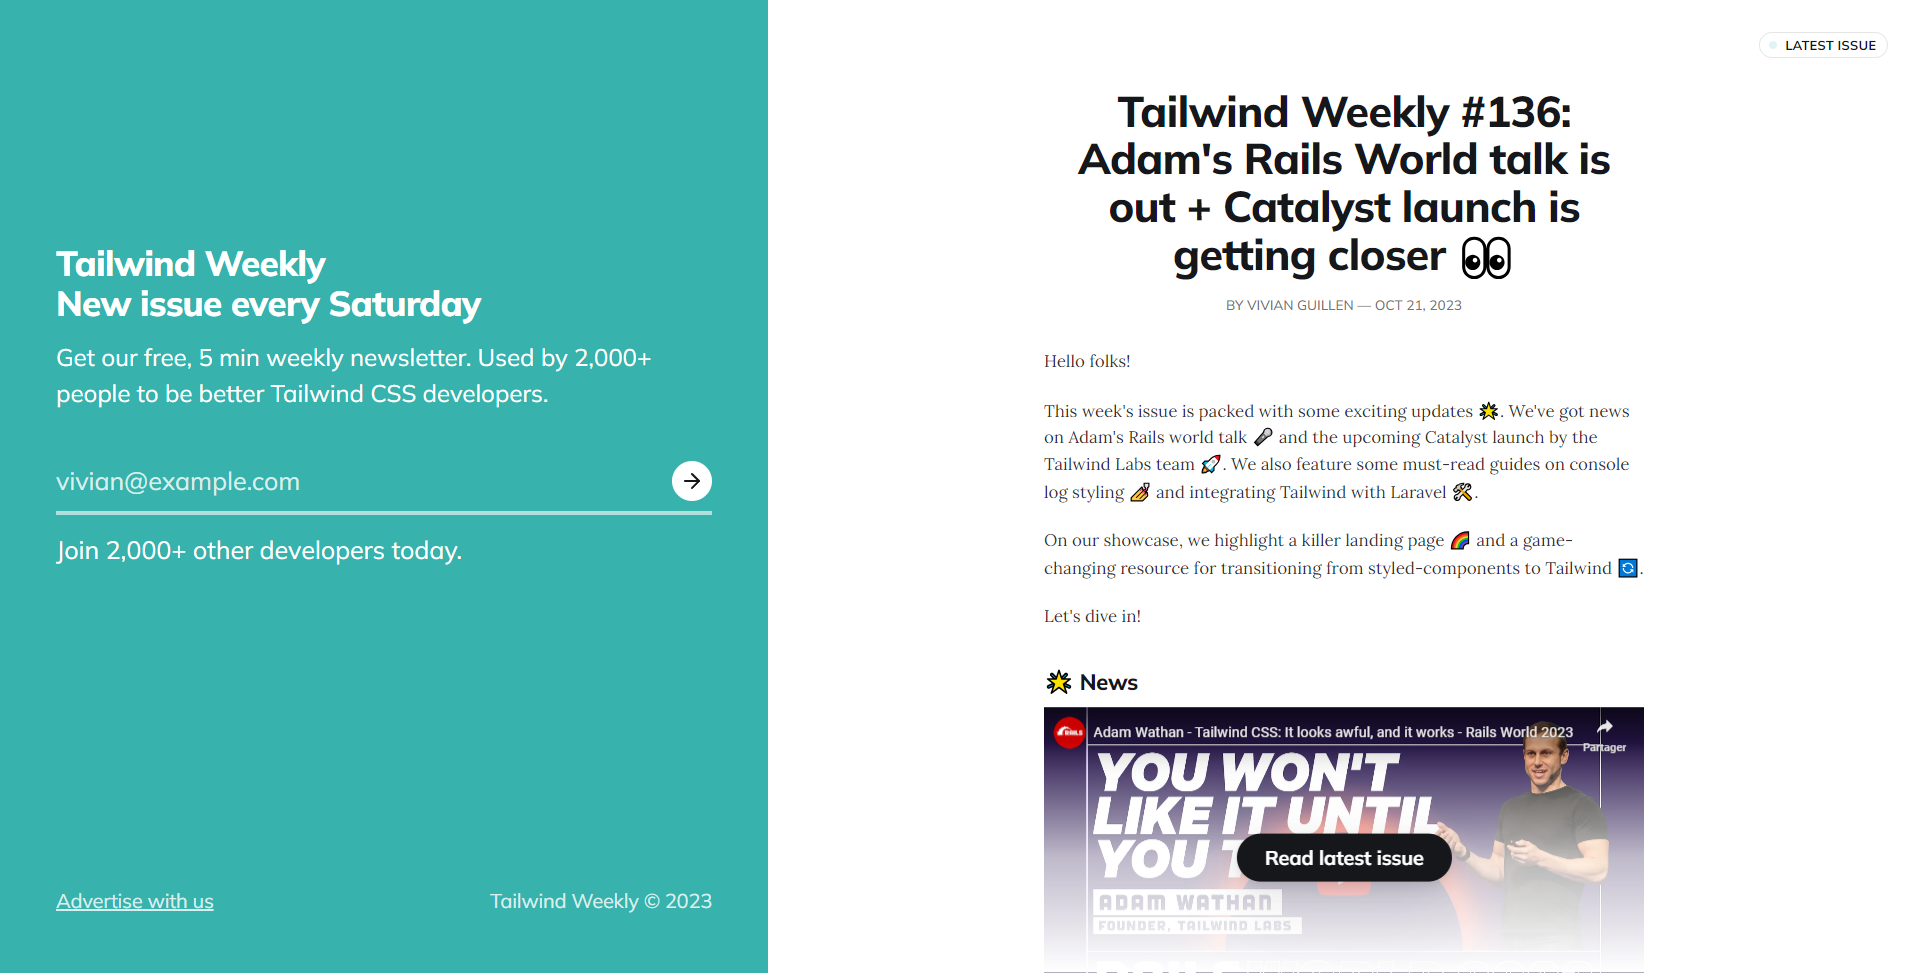 Tailwind Weekly
New issue every Saturday
Get our free, 5 min weekly newsletter. Used by 2,000+
people to be better Tailwind CSS developers.
vivian@example.com
Join 2,000+ other developers today.
Advertise with us
Tailwind Weekly © 2023
LATEST ISSUE
Tailwind Weekly #136:
Adam's Rails World talk is
out + Catalyst launch is
getting closer 👀
BY VIVIAN GUILLEN — OCT 21, 2023
Hello folks!
This week's issue is packed with some exciting updates 🌟. We've got news
on Adam's Rails world talk 🎤 and the upcoming Catalyst launch by the
Tailwind Labs team 🚀. We also feature some must-read guides on console
log styling 💅 and integrating Tailwind with Laravel 🛠.
On our showcase, we highlight a killer landing page 🌈 and a game-
changing resource for transitioning from styled-components to Tailwind 🔄.
Let's dive in!
🌟 News
RAILS
Adam Wathan - Tailwind CSS: It looks awful, and it works - Rails World 2023
Partager
YOU WON'T
LIKE IT UNTIL
YOU T
Read latest issue
ADAM WATHAN
FOUNDER, TAILWIND LABS